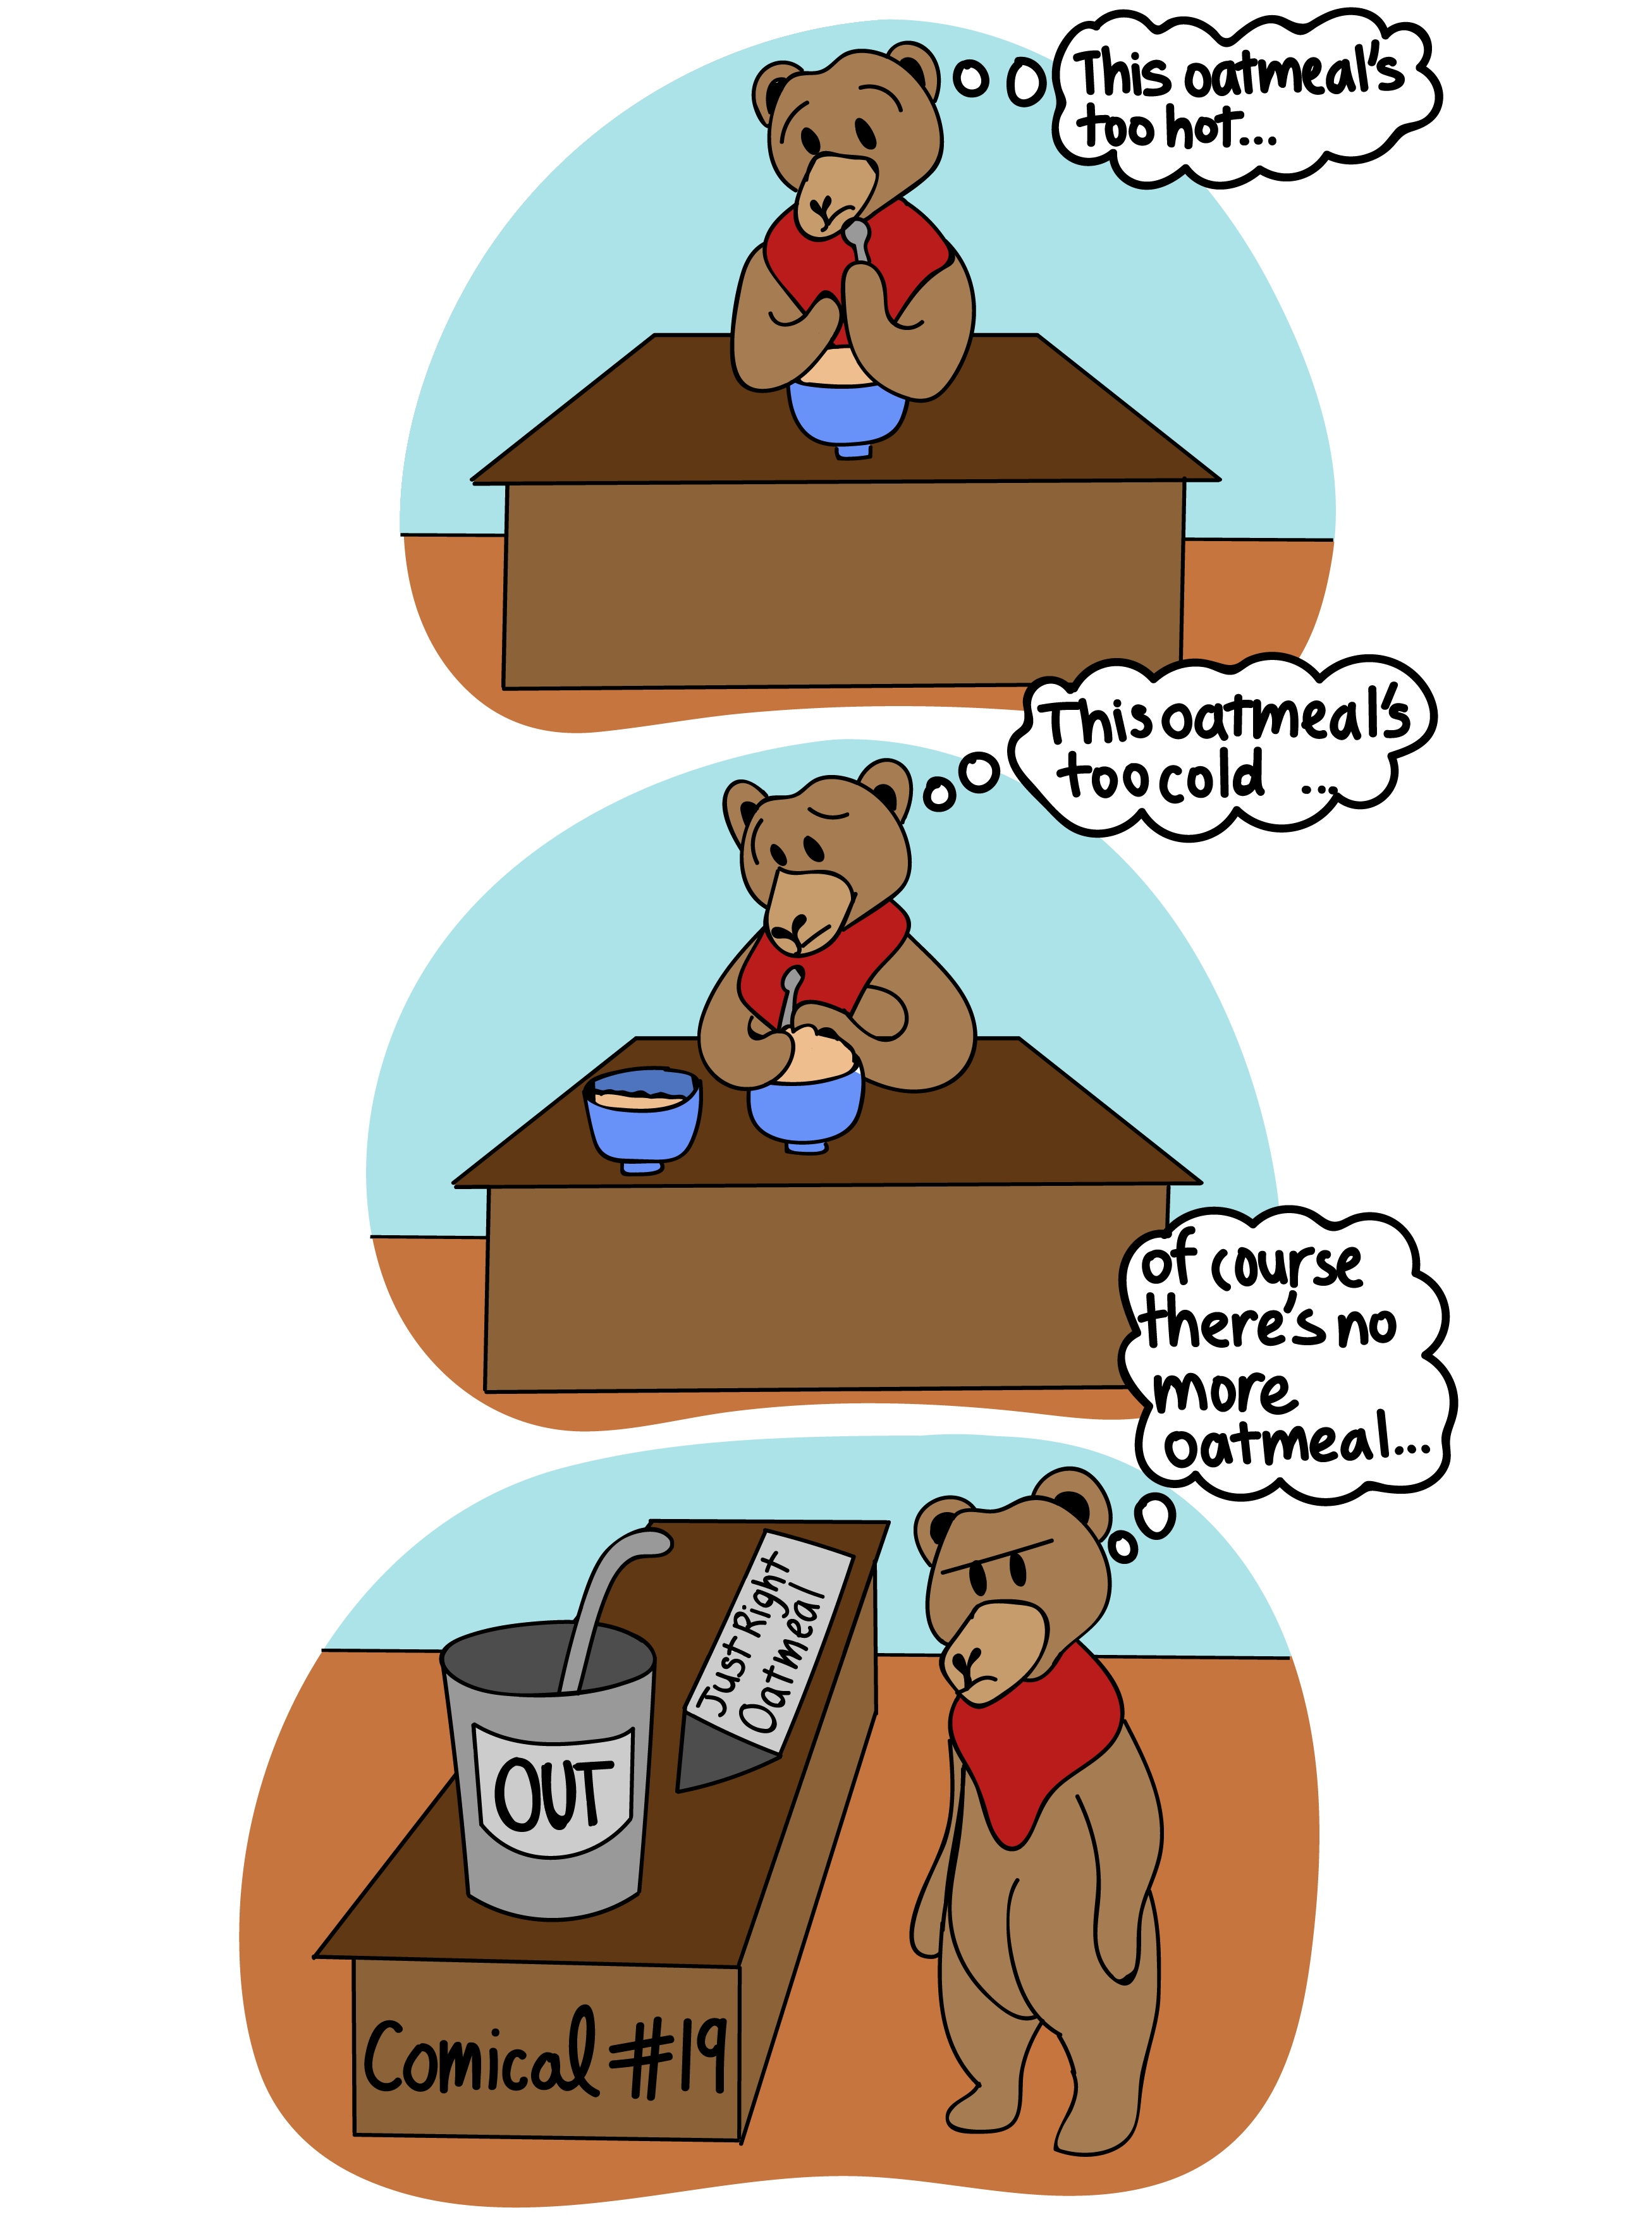 This oatmeal's
too hot...
This oatmeal's
too cold ...
of course
there's no
more
oatmeal...
Just Right
Oatmeal
OUT
Comical #19